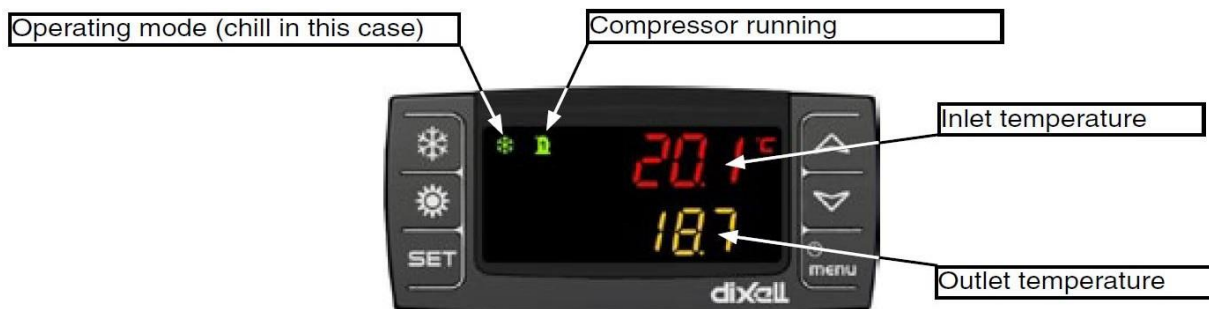 Operating mode (chill in this case)
Compressor running
Inlet temperature
20.1 °C
18.7
SET
menu
Outlet temperature
dixell